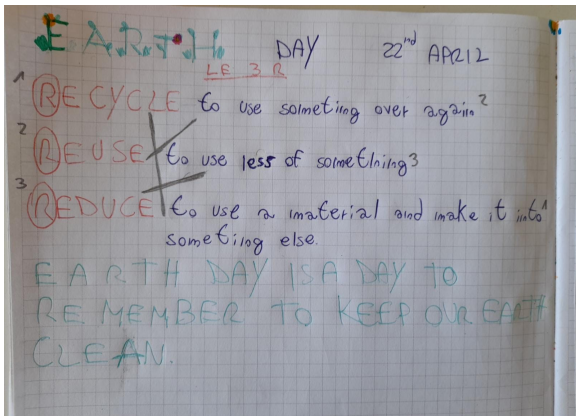 EARTH DAY 22nd APRIL
LE 3 R
1 RECYCLE to use someting over again 2
2 REUSE to use less of something 3
3 REDUCE to use a material and make it into 1
someting else.
EARTH DAY IS A DAY TO
REMEMBER TO KEEP OUR EARTH
CLEAN.